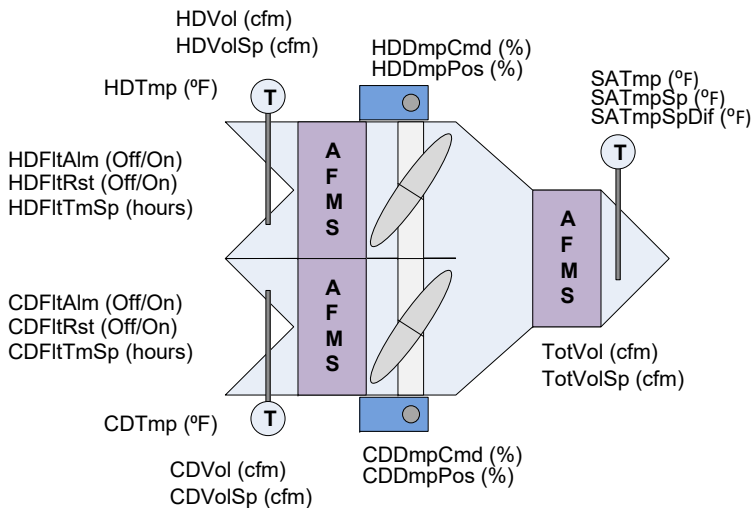 HDVol (cfm)
HDVolSp (cfm)
HDDmpCmd (%)
HDDmpPos (%)
SATmp (ºF)
SATmpSp (ºF)
SATmpSpDif (ºF)
HDTmp (ºF)
T
T
HDFltAlm (Off/On)
HDFltRst (Off/On)
HDFltTmSp (hours)
A
F
M
S
A
F
M
S
CDFltAlm (Off/On)
CDFltRst (Off/On)
CDFltTmSp (hours)
A
F
M
S
TotVol (cfm)
TotVolSp (cfm)
CDTmp (ºF)
T
CDVol (cfm)
CDVolSp (cfm)
CDDmpCmd (%)
CDDmpPos (%)